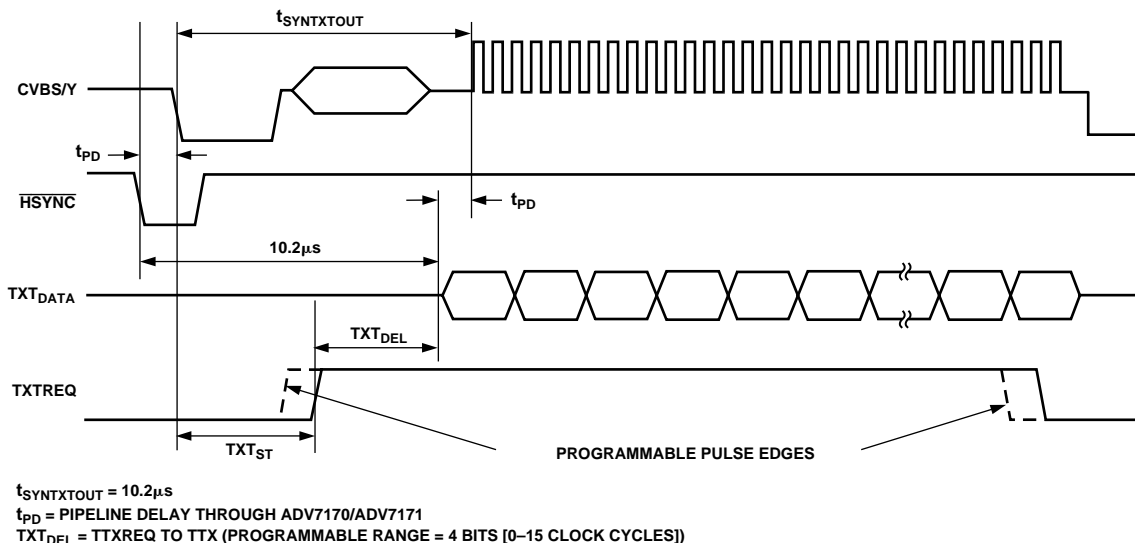 tSYNTXTOUT
CVBS/Y
tPD
HSYNC
tPD
10.2μs
TXTDATA
TXTDEL
TXTREQ
TXTST
PROGRAMMABLE PULSE EDGES
tSYNTXTOUT = 10.2μs
tPD = PIPELINE DELAY THROUGH ADV7170/ADV7171
TXTDEL = TTXREQ TO TTX (PROGRAMMABLE RANGE = 4 BITS [0–15 CLOCK CYCLES])